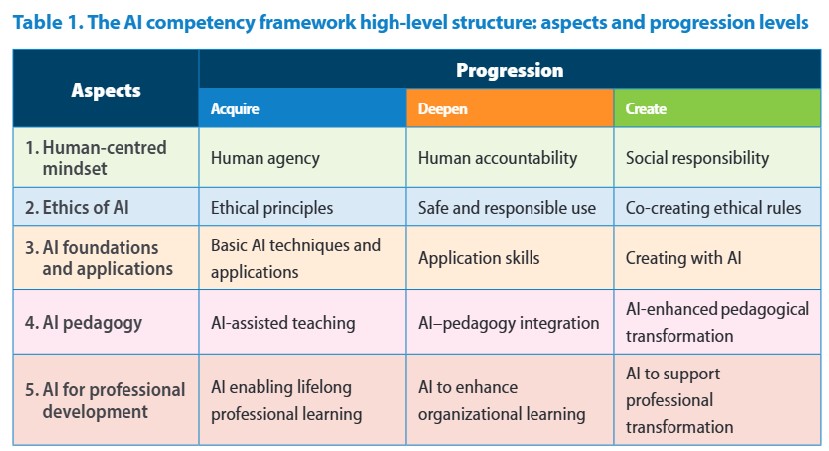 Table 1. The AI competency framework high-level structure: aspects and progression levels
Aspects
Progression
Acquire
Deepen
Create
1. Human-centred
mindset
Human agency
Human accountability
Social responsibility
2. Ethics of AI
Ethical principles
Safe and responsible use
Co-creating ethical rules
3. AI foundations
and applications
Basic AI techniques and
applications
Application skills
Creating with AI
4. AI pedagogy
AI-assisted teaching
AI–pedagogy integration
AI-enhanced pedagogical
transformation
5. AI for professional
development
AI enabling lifelong
professional learning
AI to enhance
organizational learning
AI to support
professional
transformation